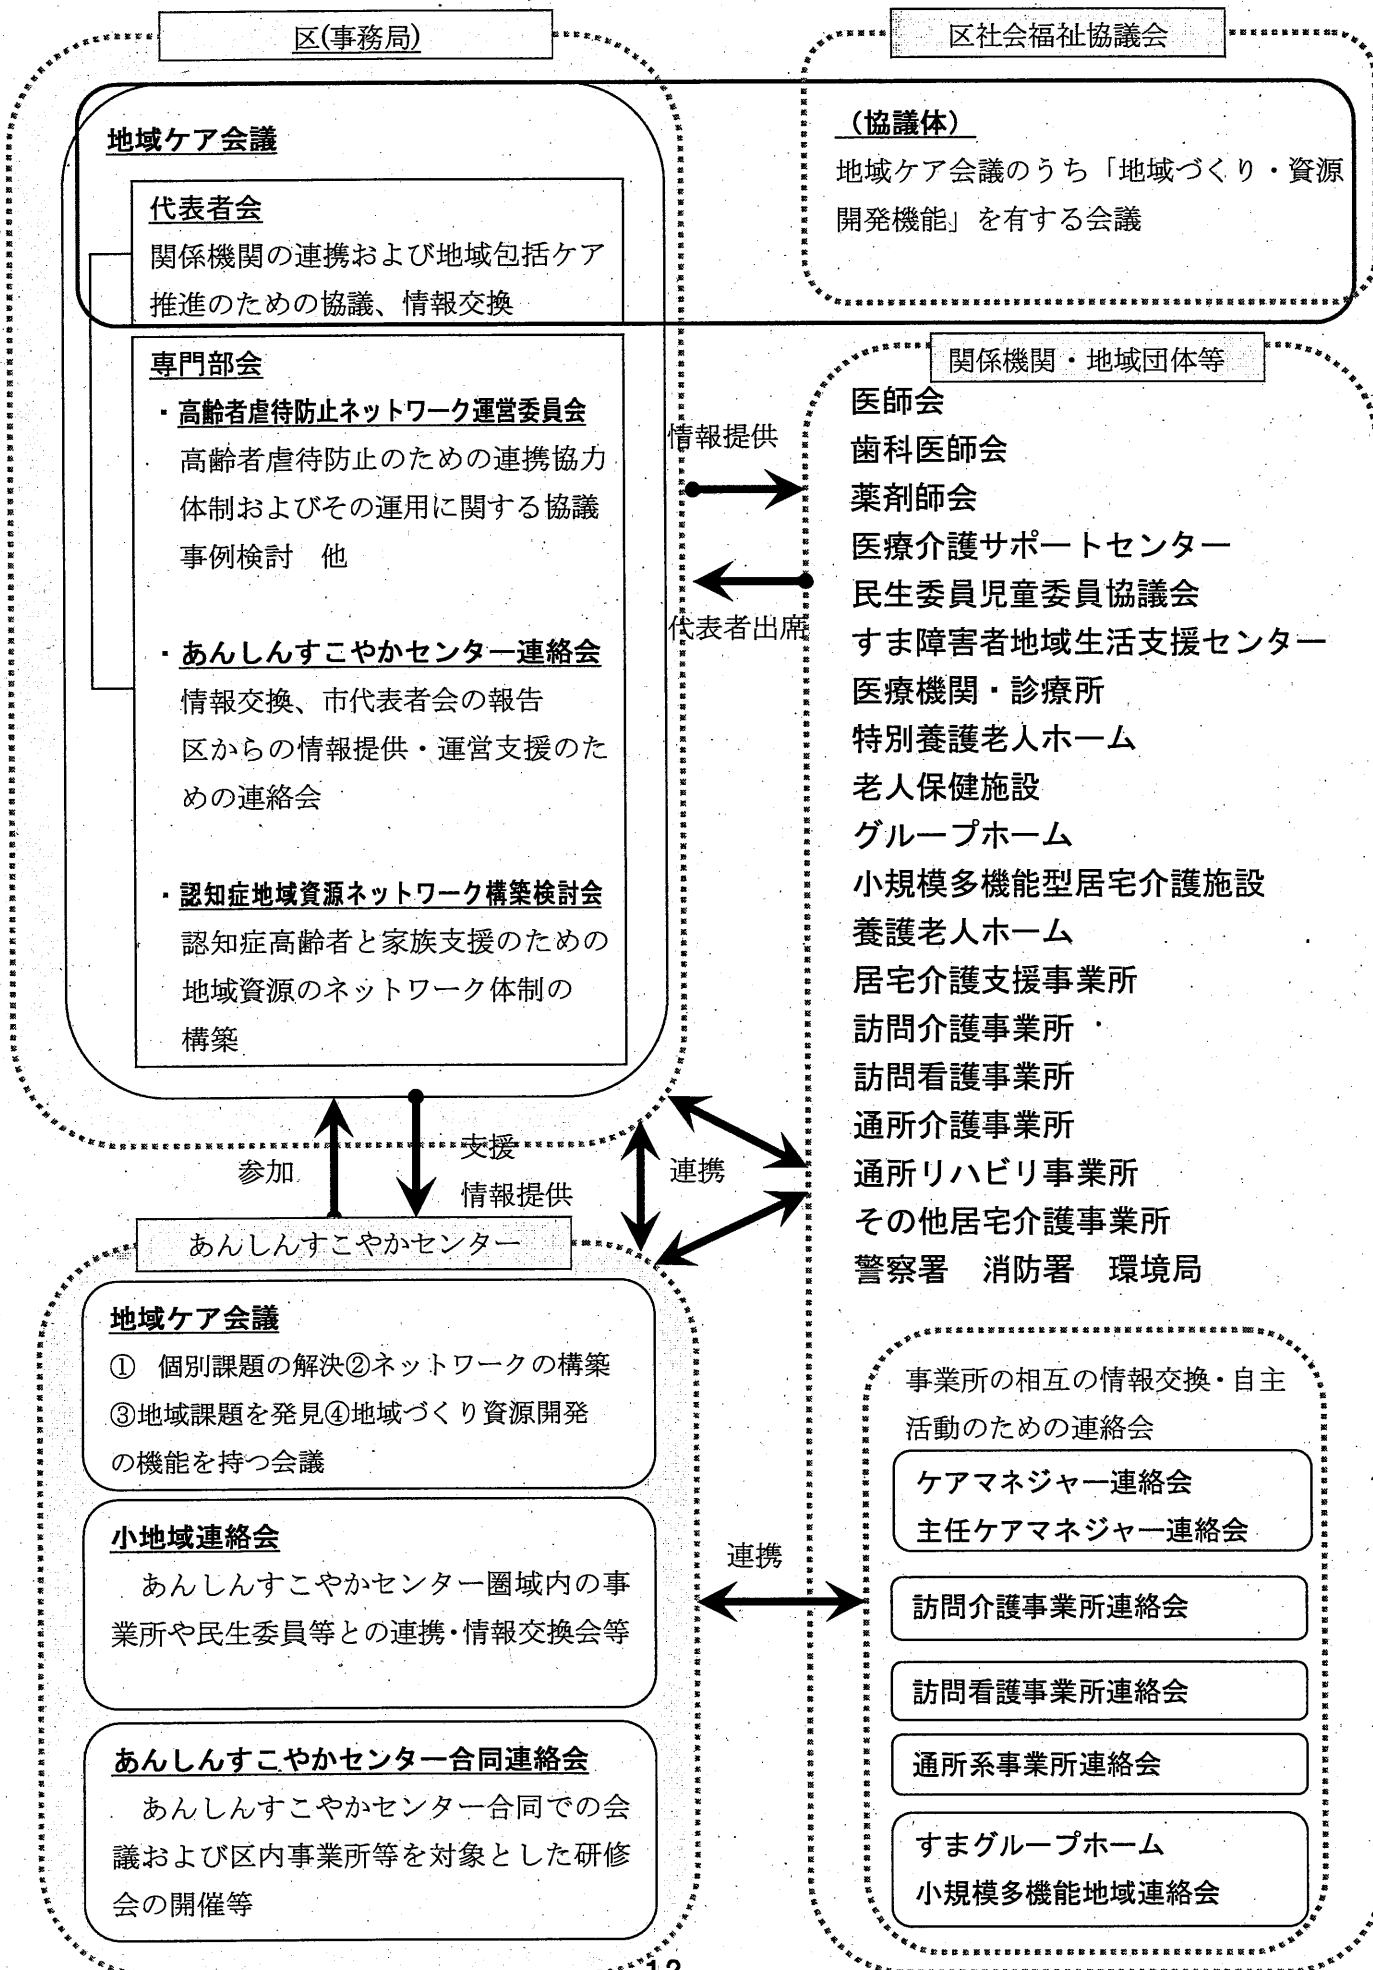 区(事務局)
地域ケア会議
代表者会
関係機関の連携および地域包括ケア
推進のための協議、情報交換
専門部会
・高齢者虐待防止ネットワーク運営委員会
高齢者虐待防止のための連携協力
体制およびその運用に関する協議
事例検討　他
・あんしんすこやかセンター連絡会
情報交換、市代表者会の報告
区からの情報提供・運営支援のた
めの連絡会
・認知症地域資源ネットワーク構築検討会
認知症高齢者と家族支援のための
地域資源のネットワーク体制の
構築
区社会福祉協議会
（協議体）
地域ケア会議のうち「地域づくり・資源
開発機能」を有する会議
情報提供
代表者出席
関係機関・地域団体等
医師会
歯科医師会
薬剤師会
医療介護サポートセンター
民生委員児童委員協議会
すま障害者地域生活支援センター
医療機関・診療所
特別養護老人ホーム
老人保健施設
グループホーム
小規模多機能型居宅介護施設
養護老人ホーム
居宅介護支援事業所
訪問介護事業所
訪問看護事業所
通所介護事業所
通所リハビリ事業所
その他居宅介護事業所
警察署　消防署　環境局
参加
支援
情報提供
連携
あんしんすこやかセンター
地域ケア会議
①　個別課題の解決②ネットワークの構築
③地域課題を発見④地域づくり資源開発
の機能を持つ会議
小地域連絡会
あんしんすこやかセンター圏域内の事
業所や民生委員等との連携・情報交換会等
あんしんすこやかセンター合同連絡会
あんしんすこやかセンター合同での会
議および区内事業所等を対象とした研修
会の開催等
連携
事業所の相互の情報交換・自主
活動のための連絡会
ケアマネジャー連絡会
主任ケアマネジャー連絡会
訪問介護事業所連絡会
訪問看護事業所連絡会
通所系事業所連絡会
すまグループホーム
小規模多機能地域連絡会
12